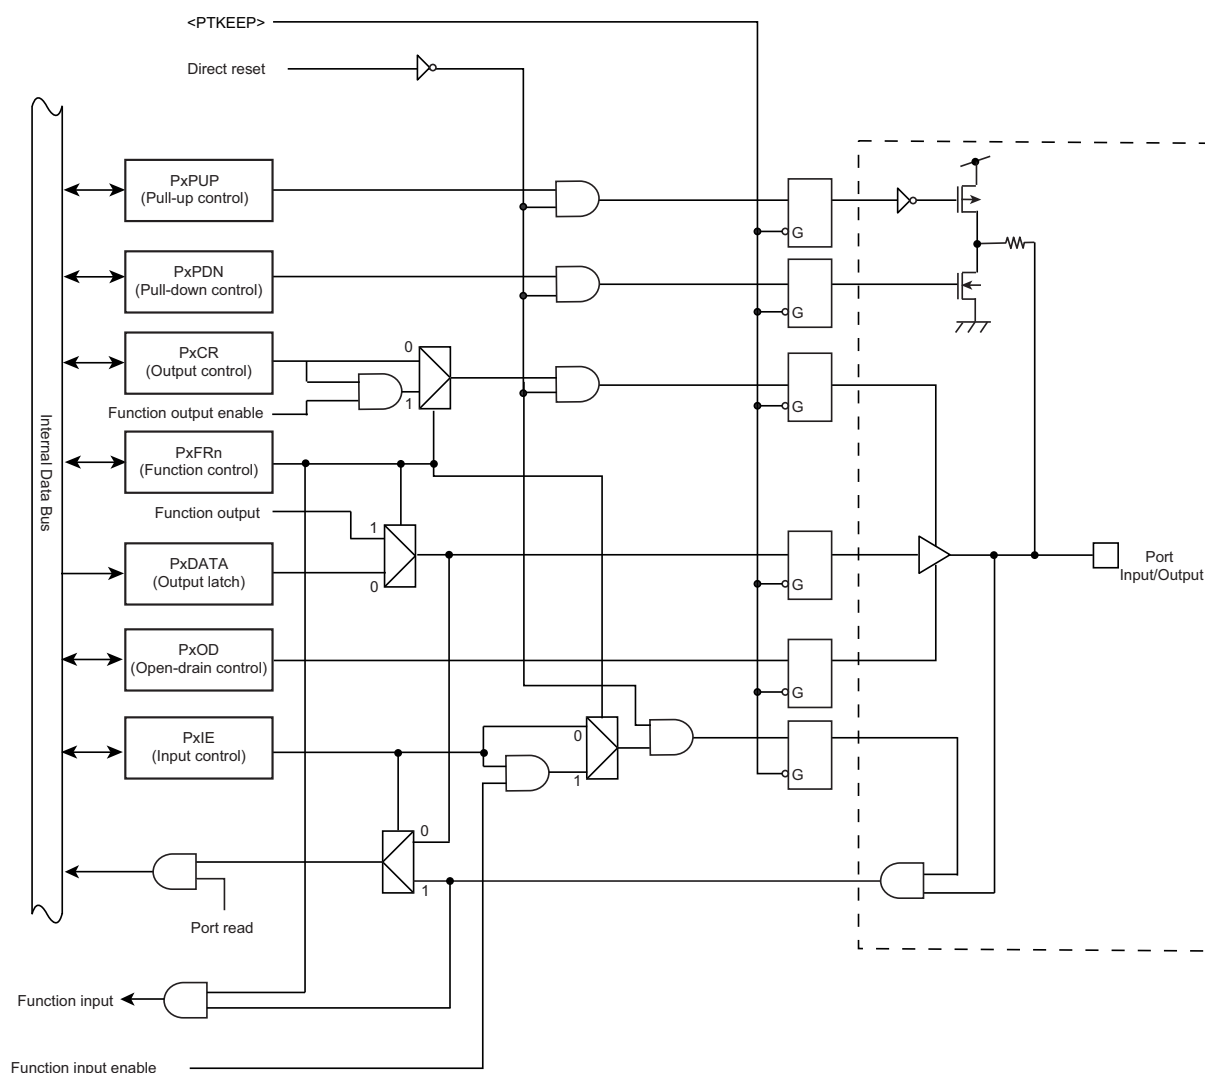 <PTKEEP>
Direct reset
PxPUP
(Pull-up control)
G
PxPDN
(Pull-down control)
G
PxCR
(Output control)
0
1
Function output enable
G
Internal Data Bus
PxFRn
(Function control)
Function output
1
0
PxDATA
(Output latch)
G
Port
Input/Output
PxOD
(Open-drain control)
G
PxIE
(Input control)
0
1
G
0
1
Port read
Function input
Function input enable